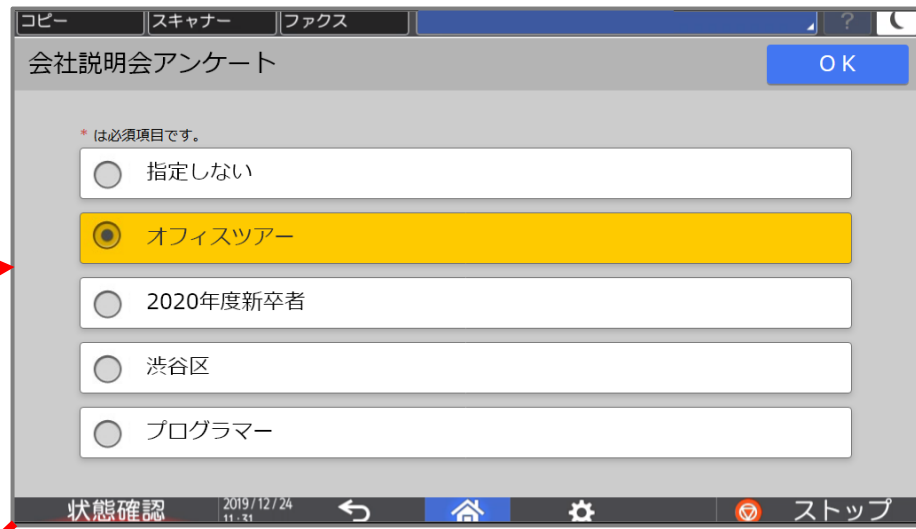 コピー スキャナー ファクス ?
会社説明会アンケート OK
* は必須項目です。
指定しない
オフィスツアー
2020年度新卒者
渋谷区
プログラマー
状態確認 2019/12/24 ストップ
11:31